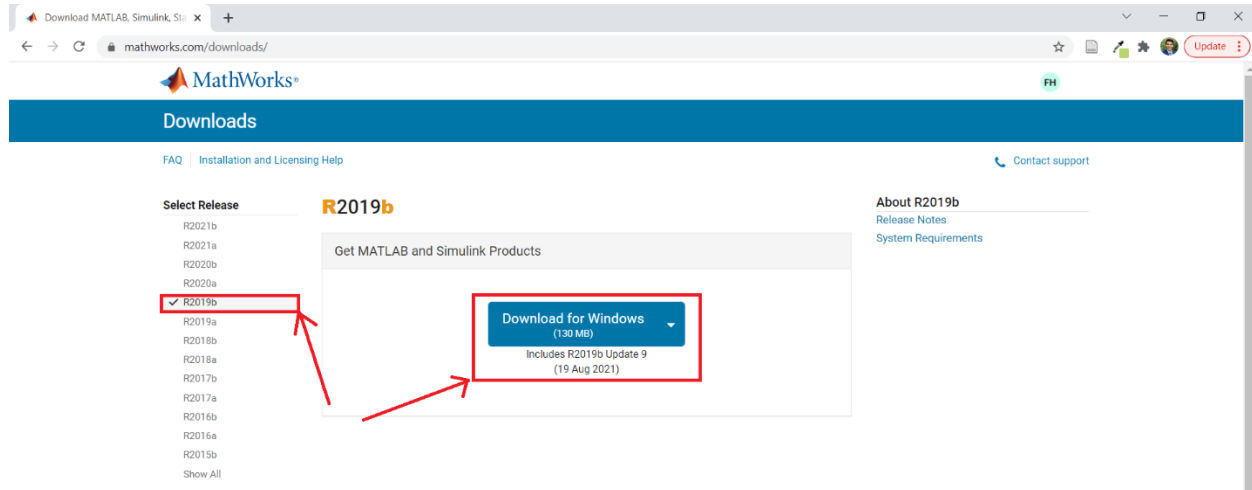 Download MATLAB, Simulink, Sta
mathworks.com/downloads/
Update
MathWorks®
FH
Downloads
FAQ Installation and Licensing Help
Contact support
Select Release
R2021b
R2021a
R2020b
R2020a
R2019b
R2019a
R2018b
R2018a
R2017b
R2017a
R2016b
R2016a
R2015b
Show All
R2019b
Get MATLAB and Simulink Products
Download for Windows
(130 MB)
Includes R2019b Update 9
(19 Aug 2021)
About R2019b
Release Notes
System Requirements